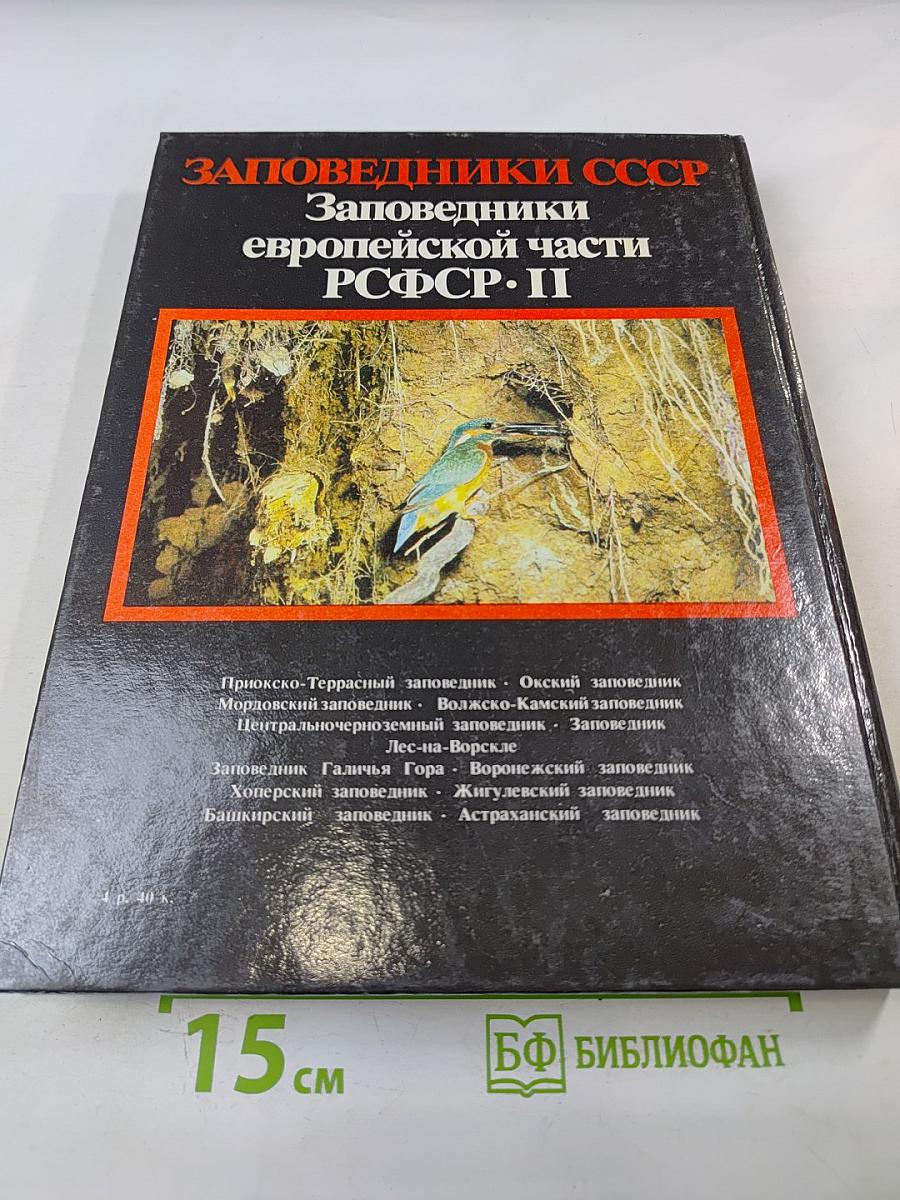 ЗАПОВЕДНИКИ СССР
Заповедники
европейской части
РСФСР · II
Приокско-Террасный заповедник · Окский заповедник
Мордовский заповедник · Волжско-Камский заповедник
Центральночерноземный заповедник · Заповедник
Лес-на-Ворскле
Заповедник Галичья Гора · Воронежский заповедник
Хоперский заповедник · Жигулевский заповедник
Башкирский заповедник · Астраханский заповедник
4 р. 40 к.
15 см
БФ БИБЛИОФАН